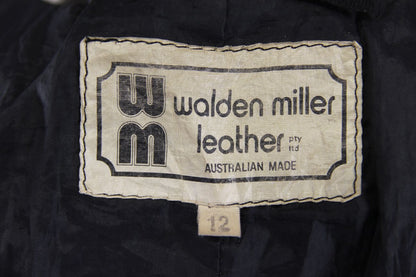 WM
walden miller
leather pty ltd
AUSTRALIAN MADE
12